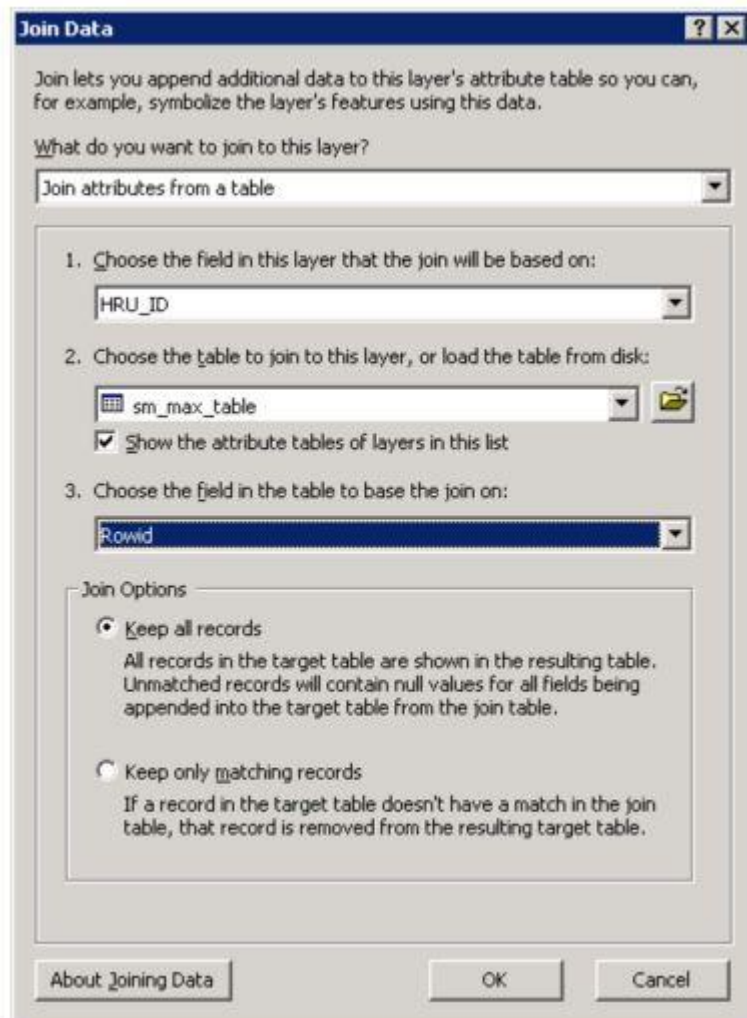 Join Data
Join lets you append additional data to this layer's attribute table so you can,
for example, symbolize the layer's features using this data.
What do you want to join to this layer?
Join attributes from a table
1. Choose the field in this layer that the join will be based on:
HRU_ID
2. Choose the table to join to this layer, or load the table from disk:
sm_max_table
Show the attribute tables of layers in this list
3. Choose the field in the table to base the join on:
Rowid
Join Options
Keep all records
All records in the target table are shown in the resulting table.
Unmatched records will contain null values for all fields being
appended into the target table from the join table.
Keep only matching records
If a record in the target table doesn't have a match in the join
table, that record is removed from the resulting target table.
About Joining Data OK Cancel